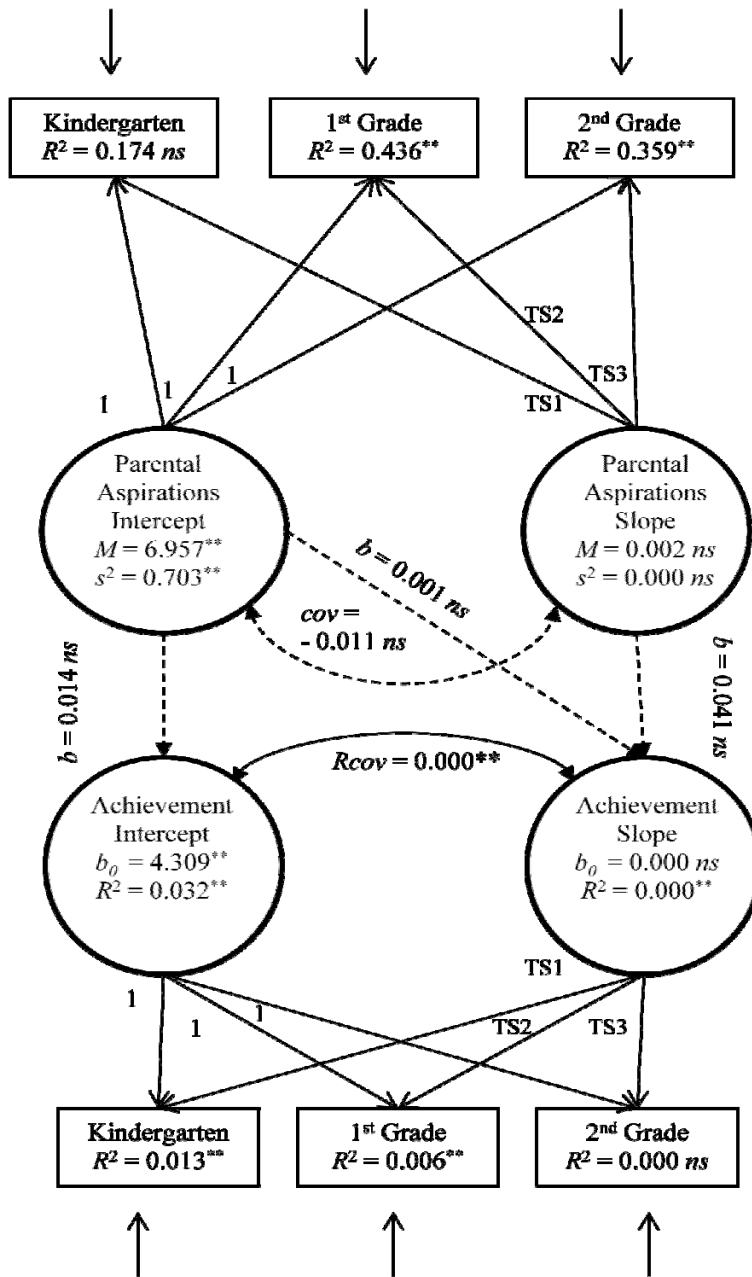 Kindergarten
R² = 0.174 ns
1st Grade
R² = 0.436**
2nd Grade
R² = 0.359**
TS2
TS3
TS1
1
1
1
Parental
Aspirations
Intercept
M = 6.957**
s² = 0.703**
Parental
Aspirations
Slope
M = 0.002 ns
s² = 0.000 ns
b = 0.001 ns
cov =
- 0.011 ns
b = 0.014 ns
b = 0.041 ns
Rcov = 0.000**
Achievement
Intercept
b₀ = 4.309**
R² = 0.032**
Achievement
Slope
b₀ = 0.000 ns
R² = 0.000**
TS1
TS2
TS3
1
1
1
Kindergarten
R² = 0.013**
1st Grade
R² = 0.006**
2nd Grade
R² = 0.000 ns